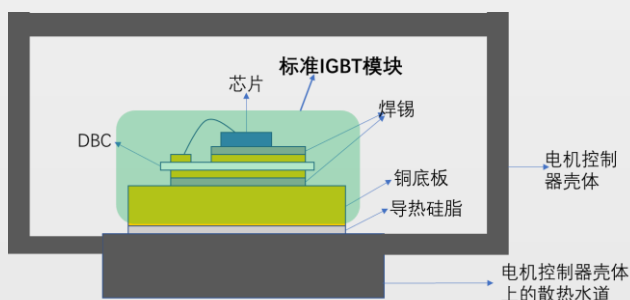 标准IGBT模块
芯片
焊锡
DBC
电机控制
器壳体
铜底板
导热硅脂
电机控制器壳体
上的散热水道